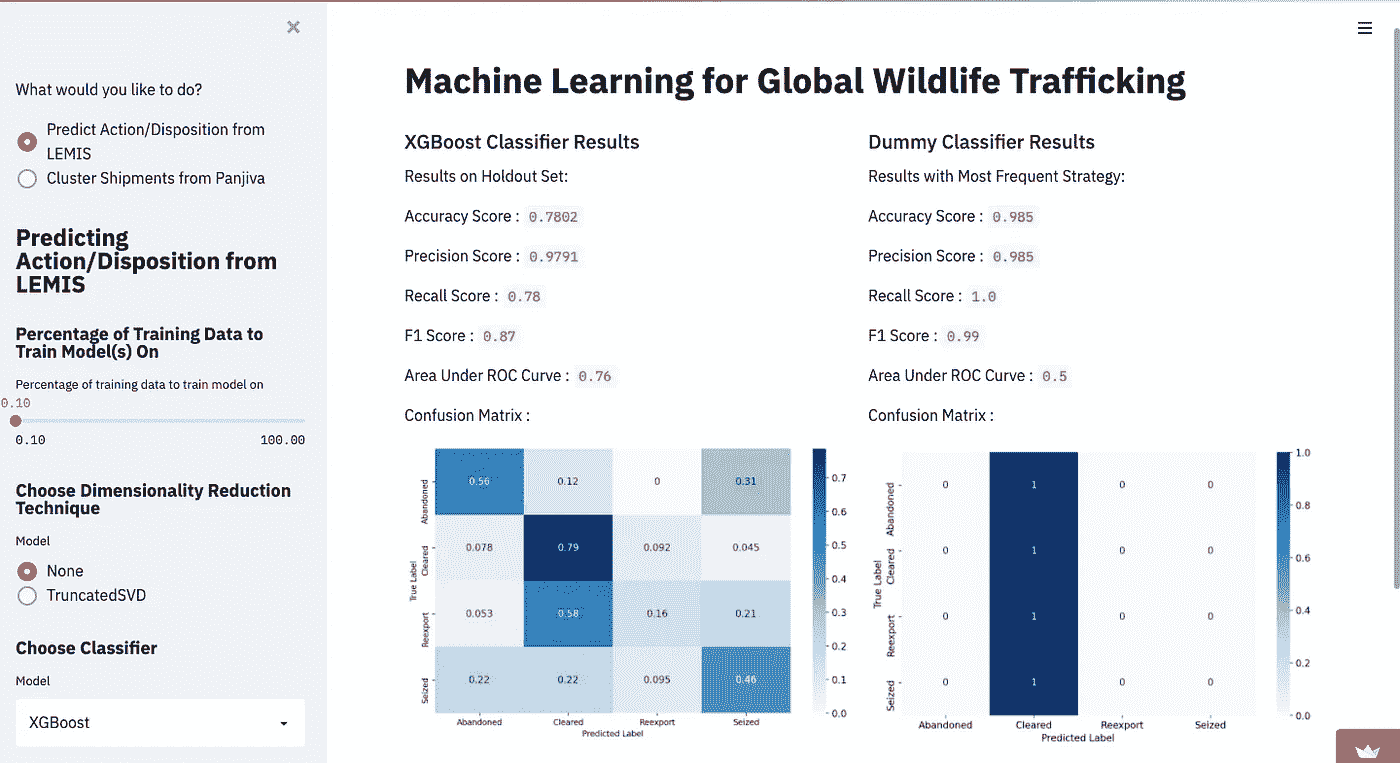 What would you like to do?
Predict Action/Disposition from
LEMIS
Cluster Shipments from Panjiva
Predicting
Action/Disposition from
LEMIS
Percentage of Training Data to
Train Model(s) On
Percentage of training data to train model on
0.10
0.10 100.00
Choose Dimensionality Reduction
Technique
Model
None
TruncatedSVD
Choose Classifier
Model
XGBoost
Machine Learning for Global Wildlife Trafficking
XGBoost Classifier Results
Results on Holdout Set:
Accuracy Score : 0.7802
Precision Score : 0.9791
Recall Score : 0.78
F1 Score : 0.87
Area Under ROC Curve : 0.76
Confusion Matrix :
True Label
Abandoned 0.56 0.12 0 0.31
Cleared 0.078 0.79 0.092 0.045
Reexport 0.053 0.58 0.16 0.21
Seized 0.22 0.22 0.095 0.46
Abandoned Cleared Reexport Seized
Predicted Label
0.7
0.6
0.5
0.4
0.3
0.2
0.1
0.0
Dummy Classifier Results
Results with Most Frequent Strategy:
Accuracy Score : 0.985
Precision Score : 0.985
Recall Score : 1.0
F1 Score : 0.99
Area Under ROC Curve : 0.5
Confusion Matrix :
True Label
Abandoned 0 1 0 0
Cleared 0 1 0 0
Reexport 0 1 0 0
Seized 0 1 0 0
Abandoned Cleared Reexport Seized
Predicted Label
1.0
0.8
0.6
0.4
0.2
0.0